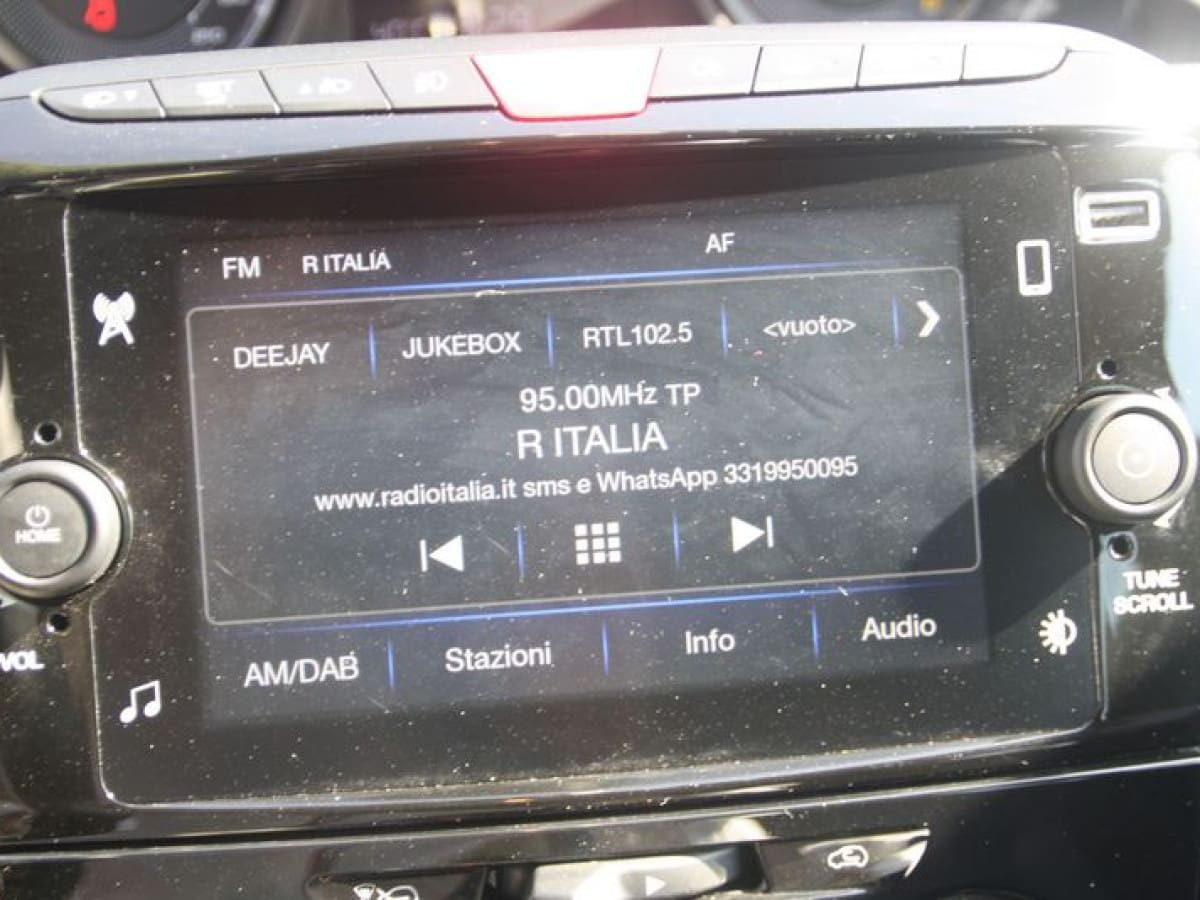 FM R ITALIA AF
DEEJAY JUKEBOX RTL102.5 <vuoto>
95.00MHz TP
R ITALIA
www.radioitalia.it sms e WhatsApp 3319950095
HOME
TUNE
SCROLL
VOL
AM/DAB Stazioni Info Audio